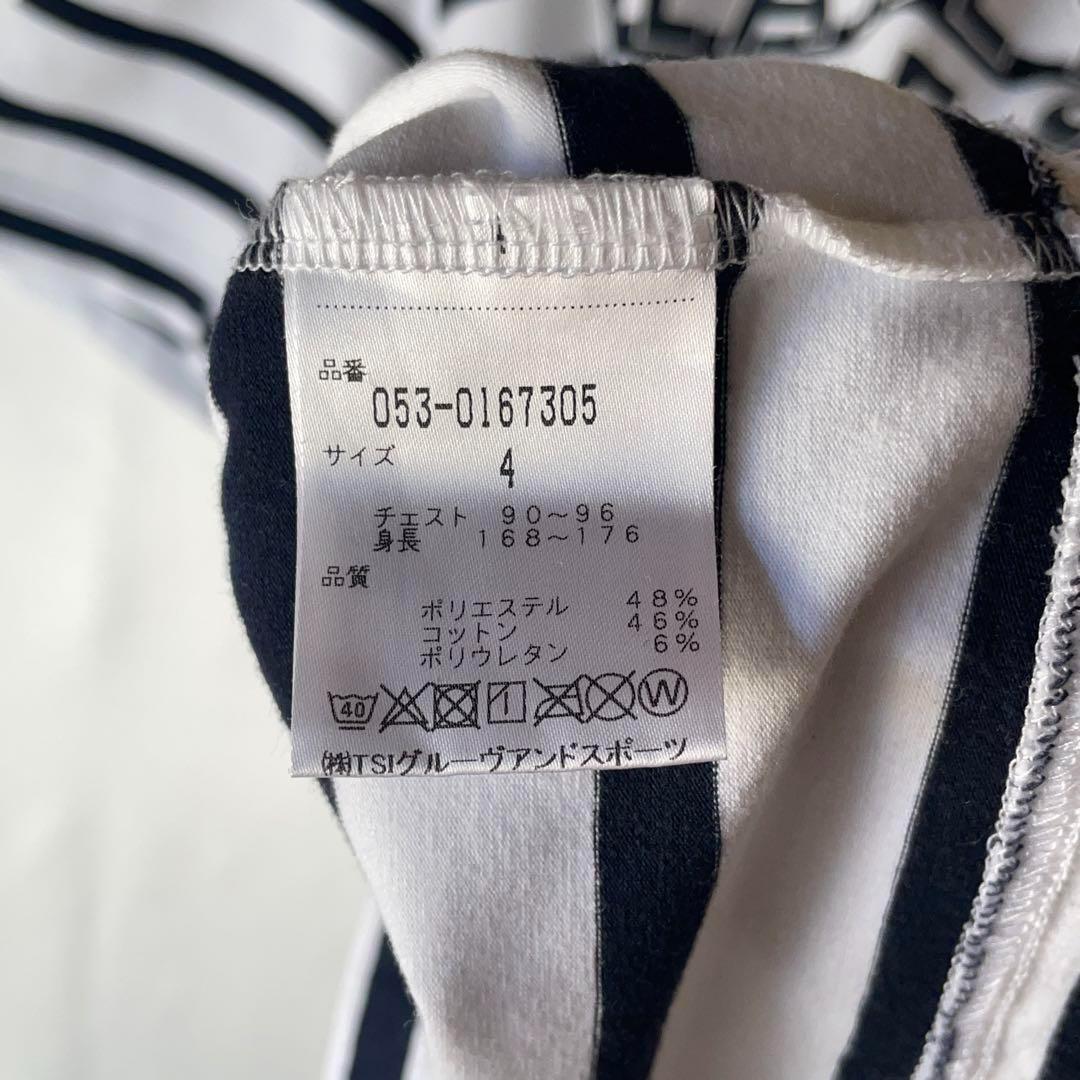 品番
053-0167305
サイズ 4
チェスト 90~96
身長 168~176
品質
ポリエステル 48%
コットン 46%
ポリウレタン 6%
40 W
(株)TSIグルーヴアンドスポーツ